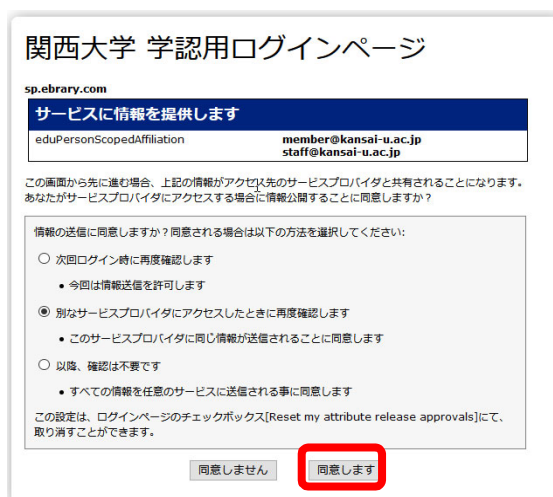 関西大学 学認用ログインページ
sp.ebrary.com
サービスに情報を提供します
eduPersonScopedAffiliation member@kansai-u.ac.jp
staff@kansai-u.ac.jp
この画面から先に進む場合、上記の情報がアクセス先のサービスプロバイダと共有されることになります。
あなたがサービスプロバイダにアクセスする場合に情報公開することに同意しますか？
情報の送信に同意しますか？同意される場合は以下の方法を選択してください:
次回ログイン時に再度確認します
• 今回は情報送信を許可します
別なサービスプロバイダにアクセスしたときに再度確認します
• このサービスプロバイダに同じ情報が送信されることに同意します
以降、確認は不要です
• すべての情報を任意のサービスに送信される事に同意します
この設定は、ログインページのチェックボックス[Reset my attribute release approvals]にて、
取り消すことができます。
同意しません 同意します